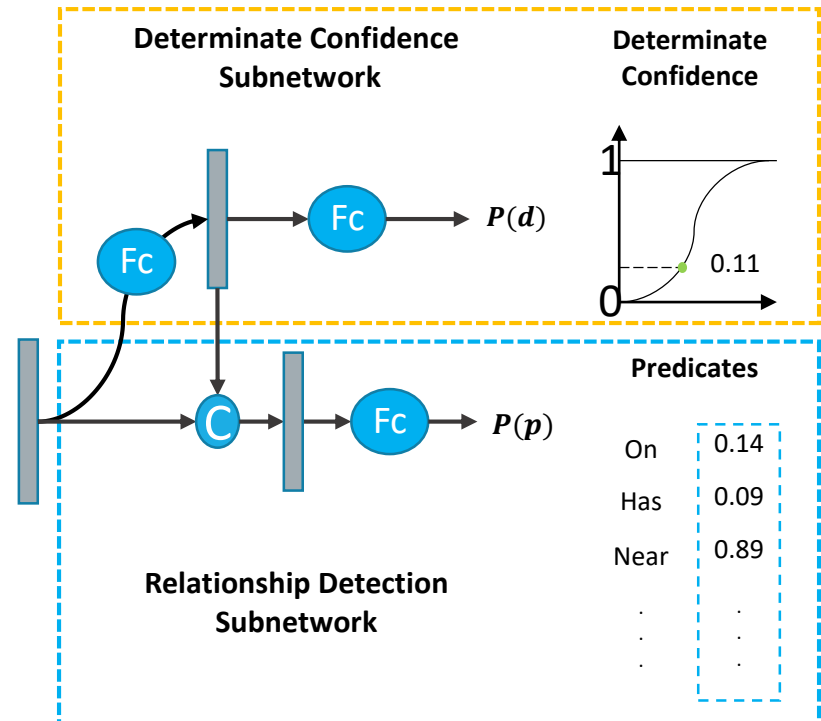 Determinate Confidence
Subnetwork
Determinate
Confidence
1
Fc
P(d)
Fc
0.11
0
Predicates
C
Fc
P(p)
On 0.14
Has 0.09
Near 0.89
. .
. .
. .
Relationship Detection
Subnetwork